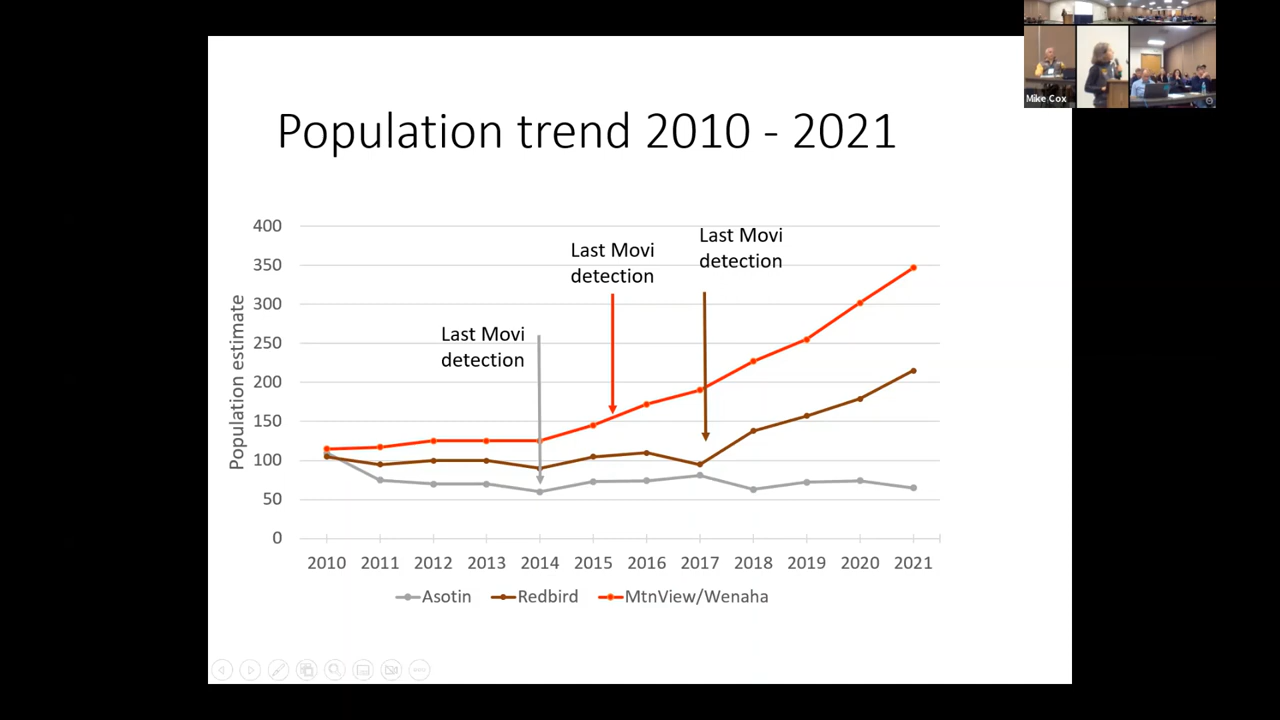 Mike Cox
Population trend 2010 - 2021
Population estimate
400
350
300
250
200
150
100
50
0
Last Movi
detection
Last Movi
detection
Last Movi
detection
2010 2011 2012 2013 2014 2015 2016 2017 2018 2019 2020 2021
Asotin Redbird MtnView/Wenaha